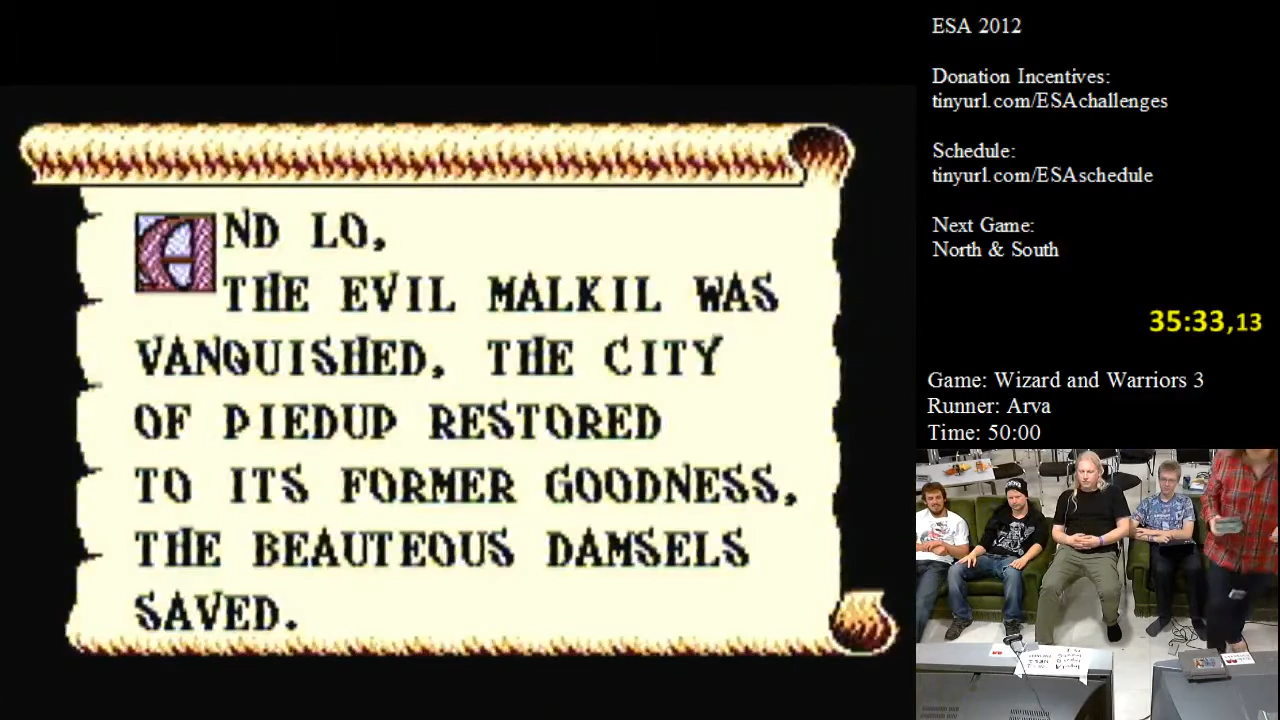 AND LO,
THE EVIL MALKIL WAS
VANQUISHED, THE CITY
OF PIEDUP RESTORED
TO ITS FORMER GOODNESS,
THE BEAUTEOUS DAMSELS
SAVED.
ESA 2012
Donation Incentives:
tinyurl.com/ESAchallenges
Schedule:
tinyurl.com/ESAschedule
Next Game:
North & South
35:33,13
Game: Wizard and Warriors 3
Runner: Arva
Time: 50:00